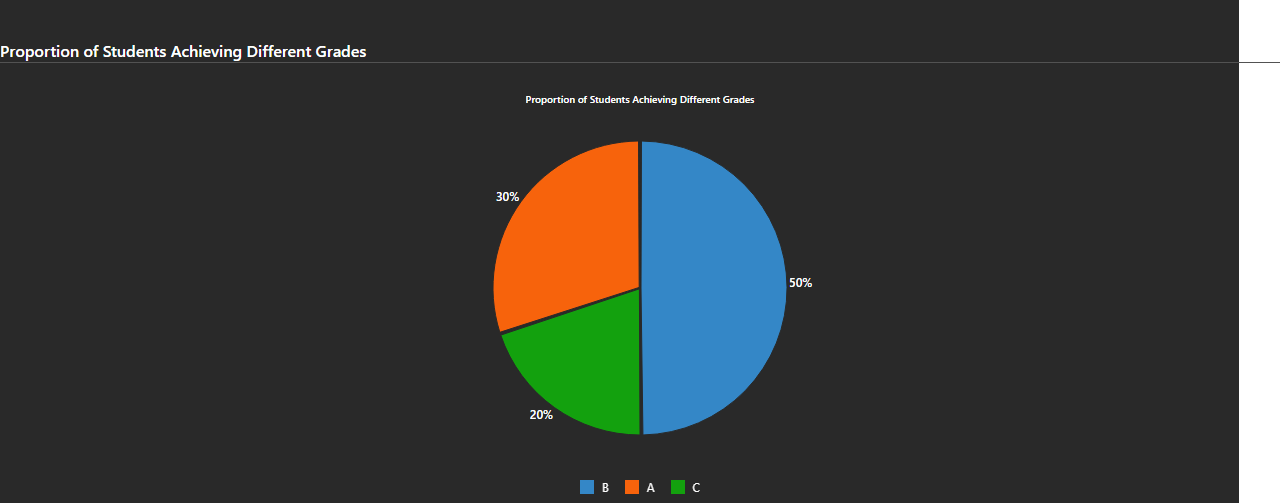 Proportion of Students Achieving Different Grades
Proportion of Students Achieving Different Grades
30%
50%
20%
B A C